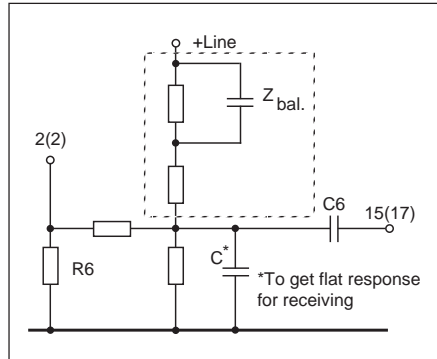 +Line
Z bal.
2(2)
C6
15(17)
R6
C*
*To get flat response
for receiving